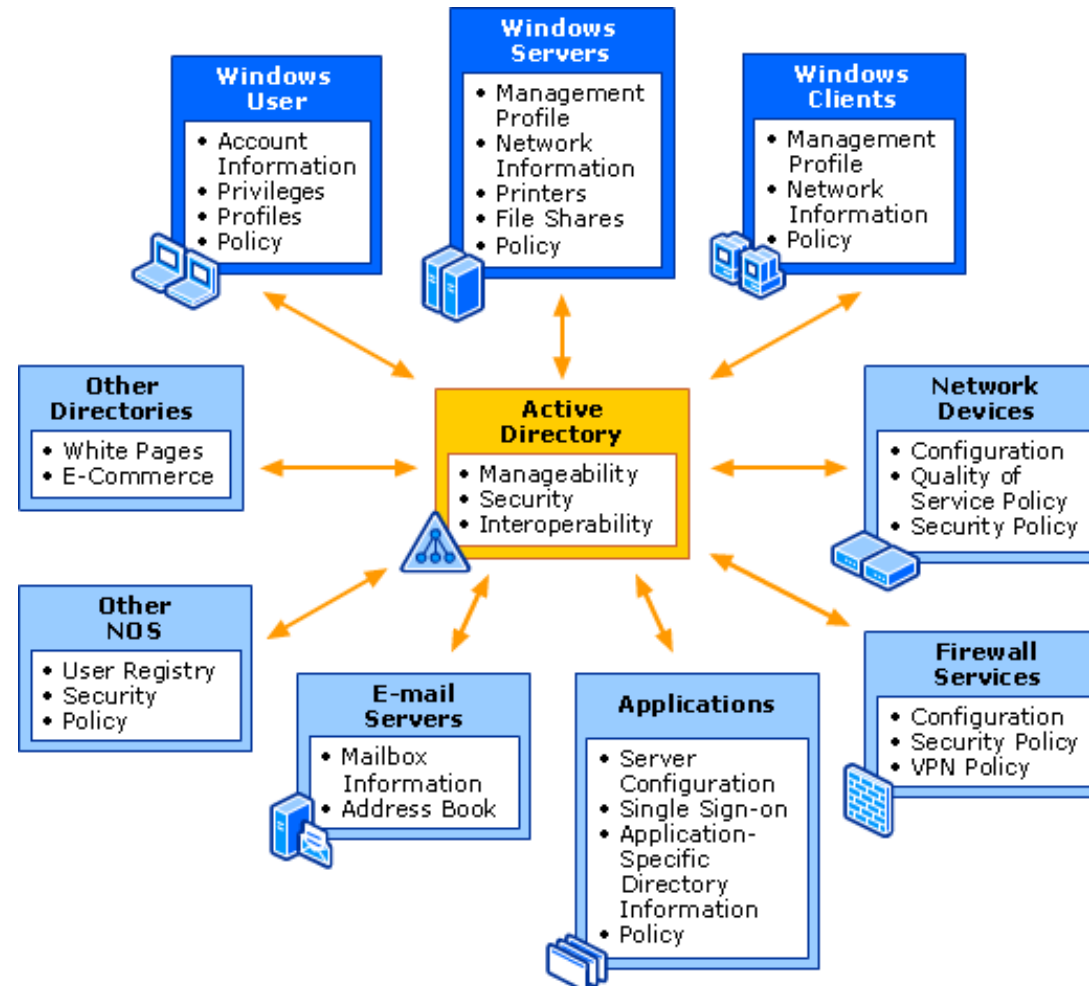 Windows
User
• Account
Information
• Privileges
• Profiles
• Policy
Windows
Servers
• Management
Profile
• Network
Information
• Printers
• File Shares
• Policy
Windows
Clients
• Management
Profile
• Network
Information
• Policy
Other
Directories
• White Pages
• E-Commerce
Active
Directory
• Manageability
• Security
• Interoperability
Network
Devices
• Configuration
• Quality of
Service Policy
• Security Policy
Other
NOS
• User Registry
• Security
• Policy
E-mail
Servers
• Mailbox
Information
• Address Book
Applications
• Server
Configuration
• Single Sign-on
• Application-
Specific
Directory
Information
• Policy
Firewall
Services
• Configuration
• Security Policy
• VPN Policy